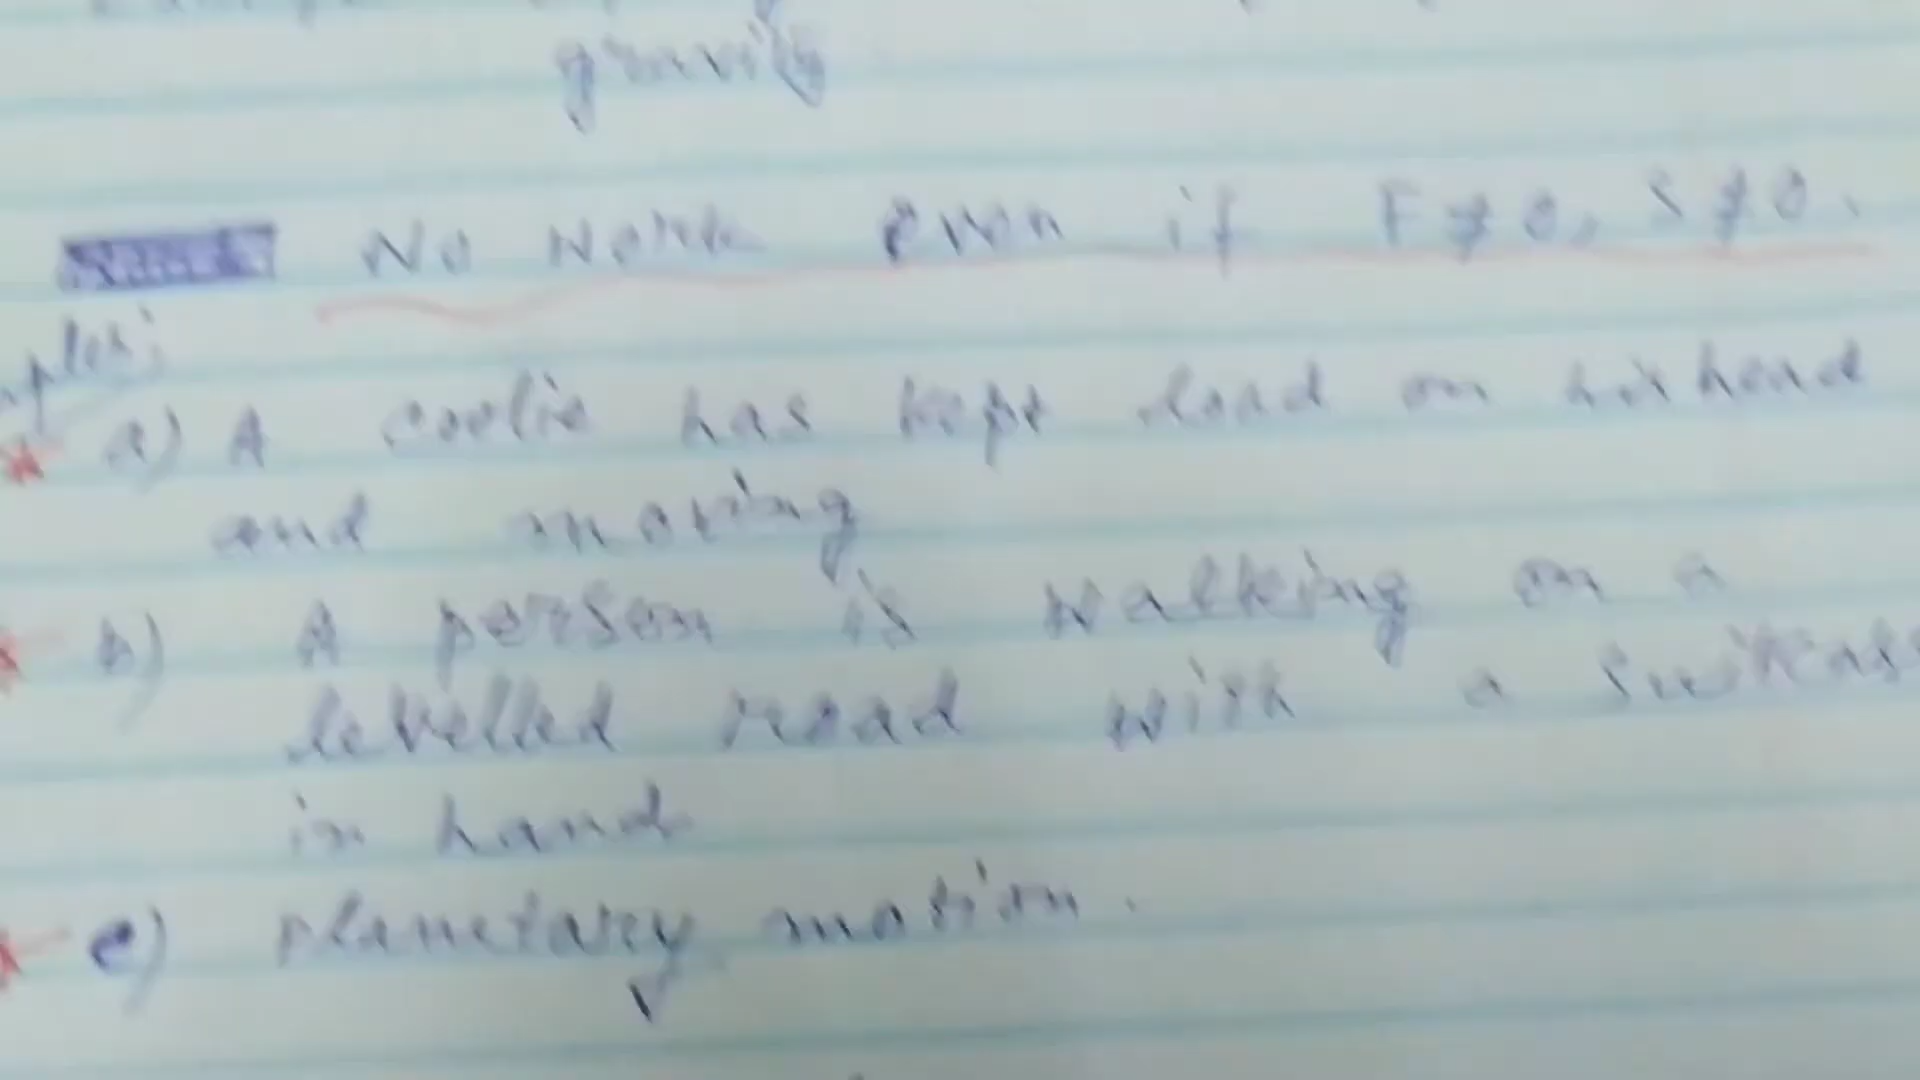 gravity
No work even if F≠0, S≠0.
a) A coolie has kept load on his head
and moving
b) A person is walking on a
levelled road with a suitcas
in hand
c) Planetary motion.